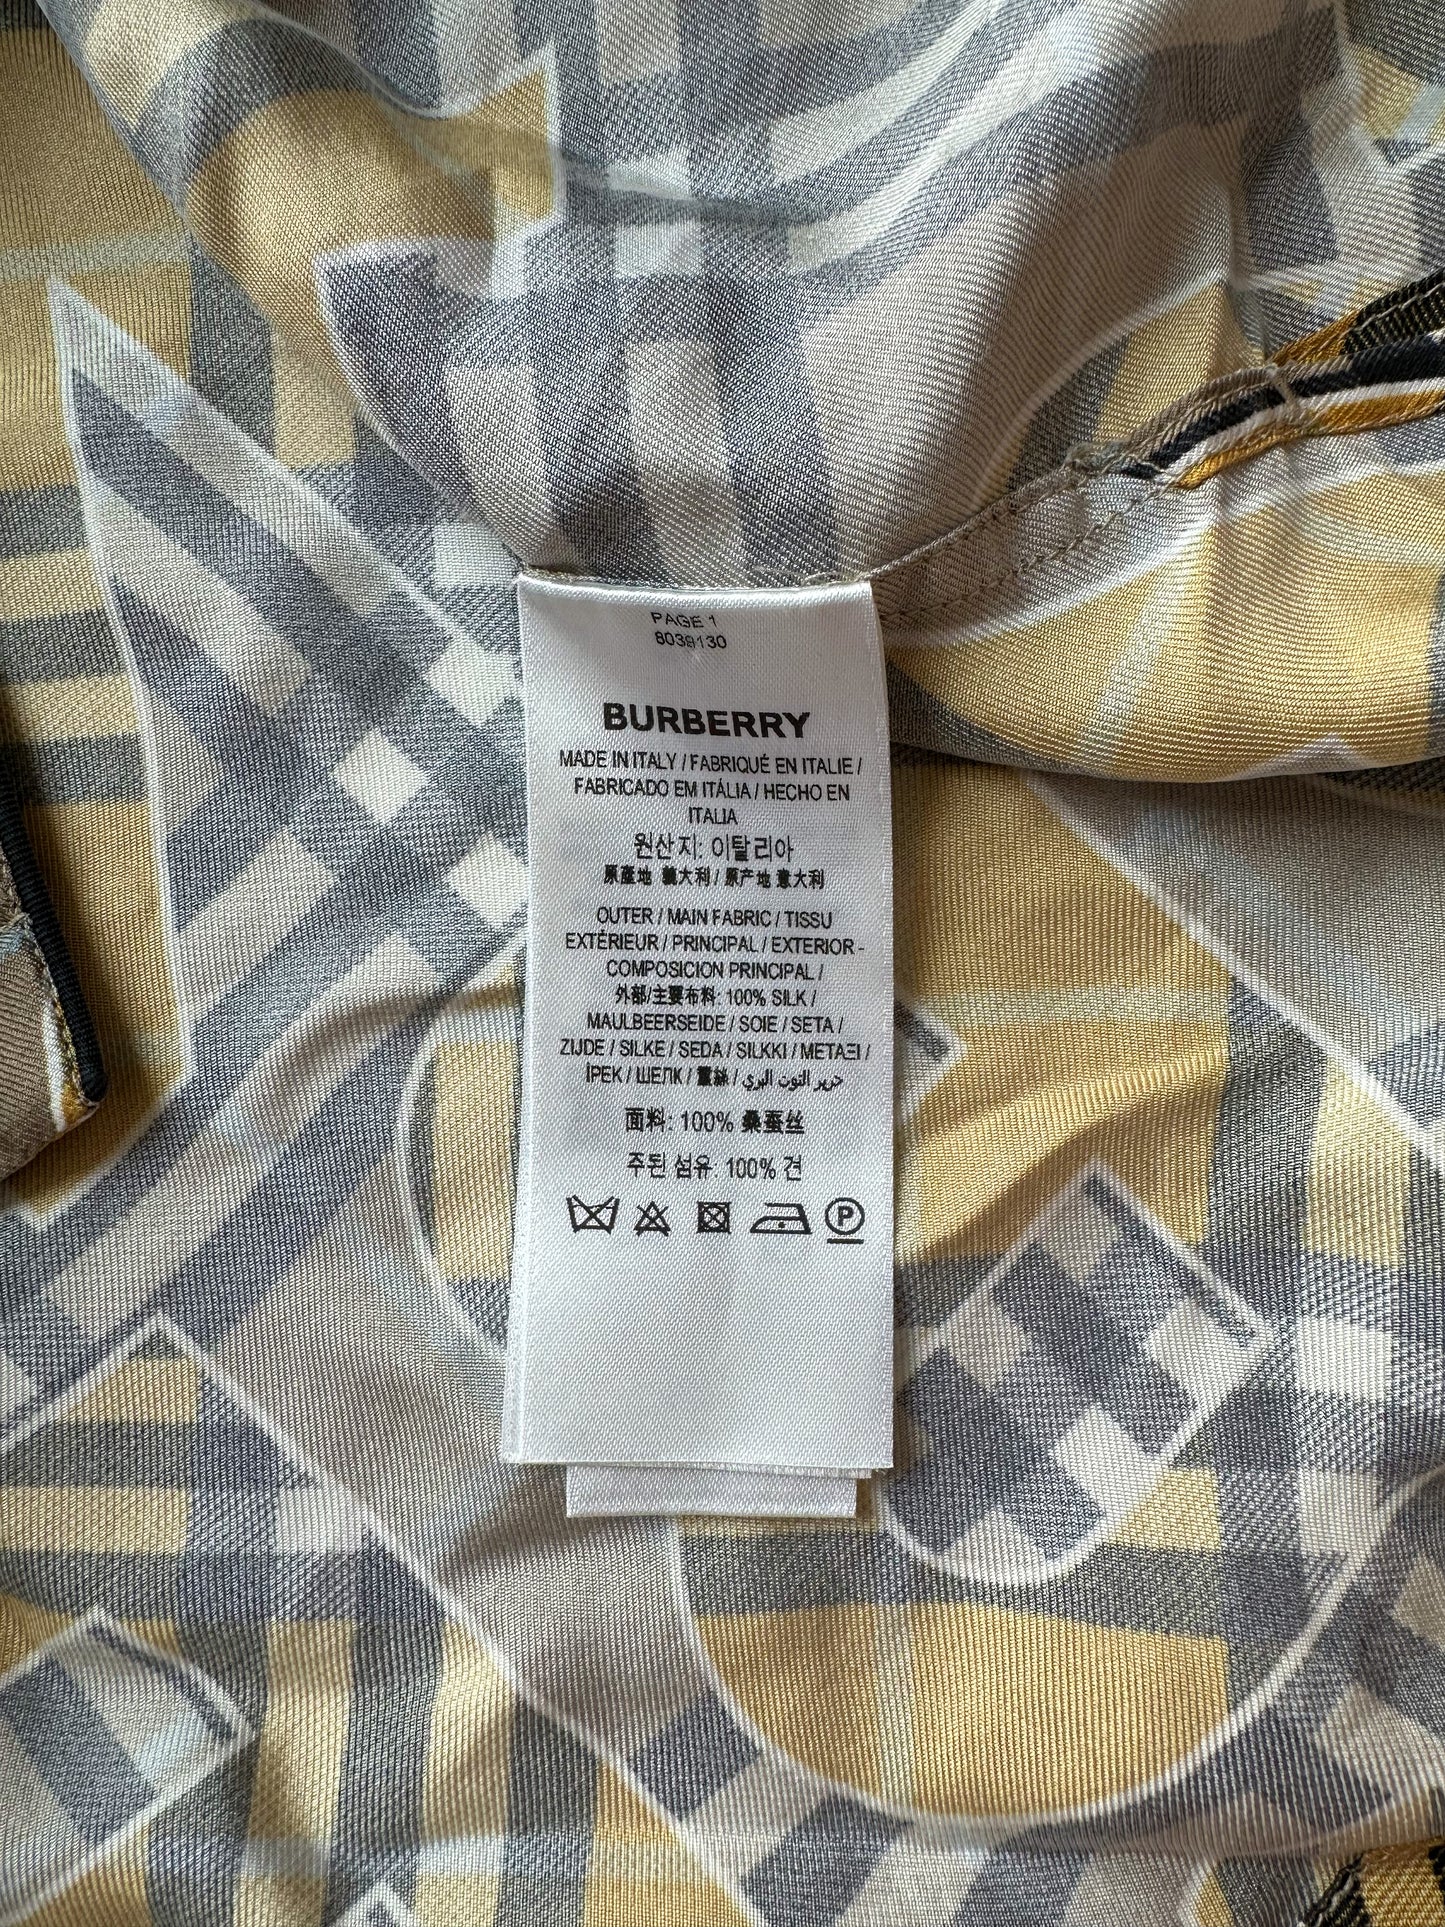 PAGE 1
8039130
BURBERRY
MADE IN ITALY / FABRIQUÉ EN ITALIE /
FABRICADO EM ITÁLIA / HECHO EN
ITALIA
원산지: 이탈리아
原產地 義大利 / 原产地 意大利
OUTER / MAIN FABRIC / TISSU
EXTÉRIEUR / PRINCIPAL / EXTERIOR -
COMPOSICION PRINCIPAL /
外部/主要布料: 100% SILK /
MAULBEERSEIDE / SOIE / SETA /
ZIJDE / SILKE / SEDA / SILKKI / ΜΕΤΑΞΙ /
İPEK / ШЕЛК / 蠶絲 / حرير التوت البري
面料: 100% 桑蚕丝
주된 섬유: 100% 견
P